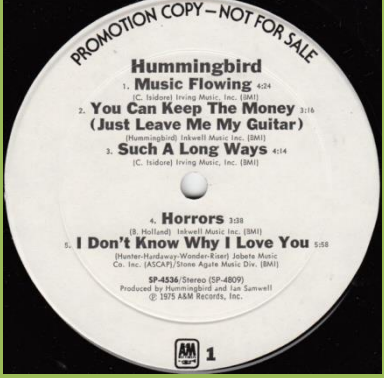 PROMOTION COPY—NOT FOR SALE
Hummingbird
1. Music Flowing 4:24
(C. Isidore) Irving Music, Inc. (BMI)
2. You Can Keep The Money 3:16
(Just Leave Me My Guitar)
(Hummingbird) Inkwell Music Inc. (BMI)
3. Such A Long Ways 4:14
(C. Isidore) Irving Music, Inc. (BMI)
4. Horrors 3:38
(B. Holland) Inkwell Music Inc. (BMI)
5. I Don't Know Why I Love You 5:58
(Hunter-Hardaway-Wonder-Riser) Jobete Music
Co. Inc. (ASCAP)/Stone Agate Music Div. (BMI)
SP-4536/Stereo (SP-4809)
Produced by Hummingbird and Ian Samwell
℗ 1975 A&M Records, Inc.
A&M 1